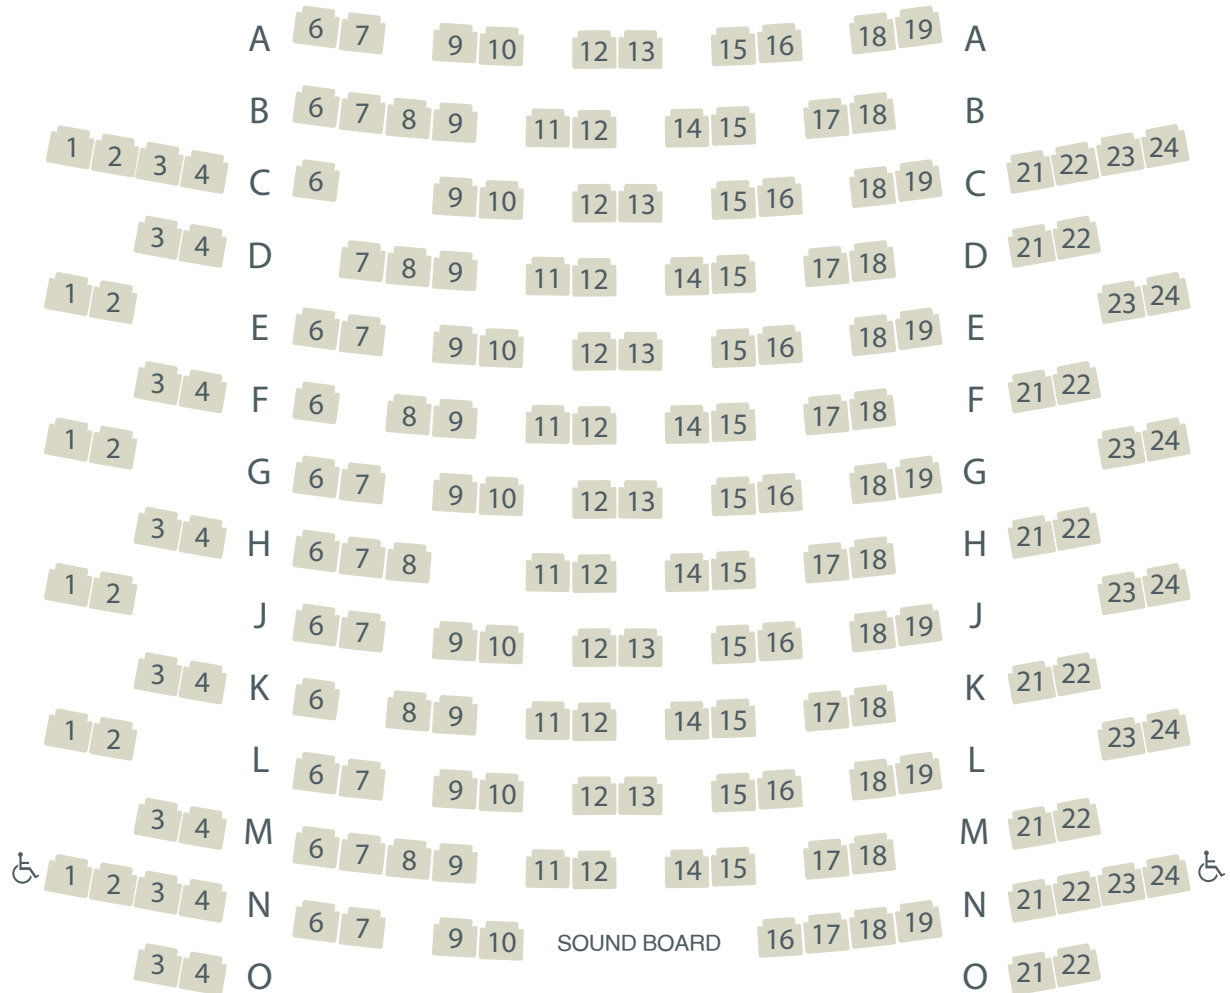 A 6 7 9 10 12 13 15 16 18 19 A
B 6 7 8 9 11 12 14 15 17 18 B
1 2 3 4 C 6 9 10 12 13 15 16 18 19 C 21 22 23 24
3 4 D 7 8 9 11 12 14 15 17 18 D 21 22
1 2 E 6 7 9 10 12 13 15 16 18 19 E 23 24
3 4 F 6 8 9 11 12 14 15 17 18 F 21 22
1 2 G 6 7 9 10 12 13 15 16 18 19 G 23 24
3 4 H 6 7 8 11 12 14 15 17 18 H 21 22
1 2 J 6 7 9 10 12 13 15 16 18 19 J 23 24
3 4 K 6 8 9 11 12 14 15 17 18 K 21 22
1 2 L 6 7 9 10 12 13 15 16 18 19 L 23 24
3 4 M 6 7 8 9 11 12 14 15 17 18 M 21 22
1 2 3 4 N 6 7 9 10 SOUND BOARD 16 17 18 19 N 21 22 23 24
3 4 O O 21 22